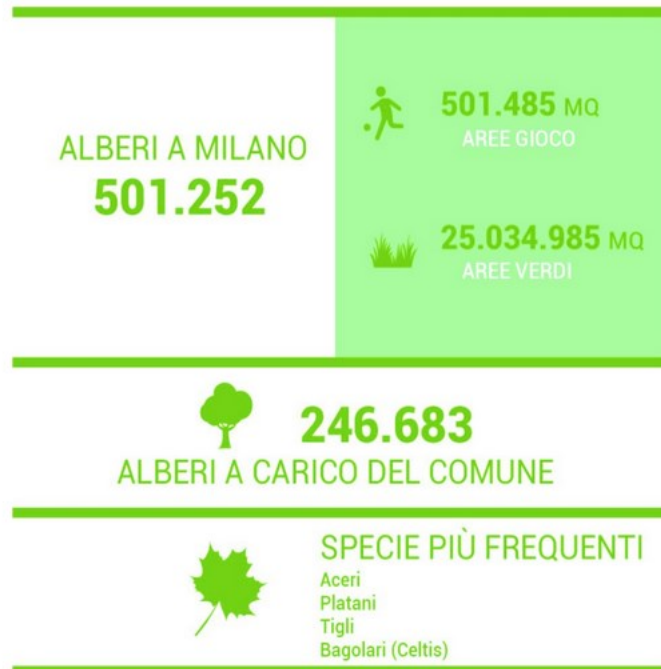 ALBERI A MILANO
501.252
501.485 MQ
AREE GIOCO
25.034.985 MQ
AREE VERDI
246.683
ALBERI A CARICO DEL COMUNE
SPECIE PIÙ FREQUENTI
Aceri
Platani
Tigli
Bagolari (Celtis)